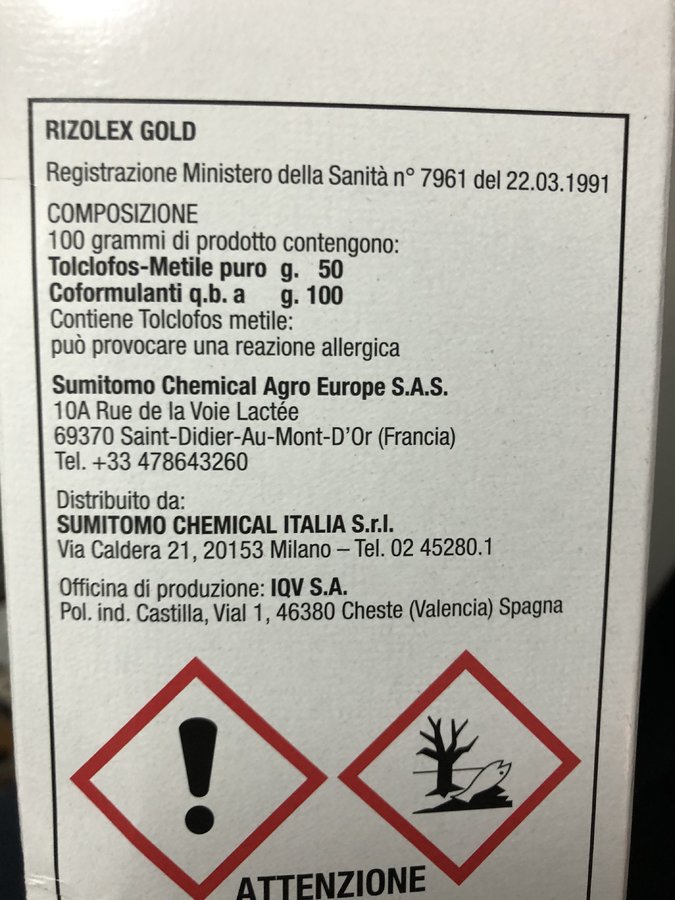 RIZOLEX GOLD
Registrazione Ministero della Sanità n° 7961 del 22.03.1991
COMPOSIZIONE
100 grammi di prodotto contengono:
Tolclofos-Metile puro g. 50
Coformulanti q.b. a g. 100
Contiene Tolclofos metile:
può provocare una reazione allergica
Sumitomo Chemical Agro Europe S.A.S.
10A Rue de la Voie Lactée
69370 Saint-Didier-Au-Mont-D'Or (Francia)
Tel. +33 478643260
Distribuito da:
SUMITOMO CHEMICAL ITALIA S.r.l.
Via Caldera 21, 20153 Milano – Tel. 02 45280.1
Officina di produzione: IQV S.A.
Pol. ind. Castilla, Vial 1, 46380 Cheste (Valencia) Spagna
ATTENZIONE